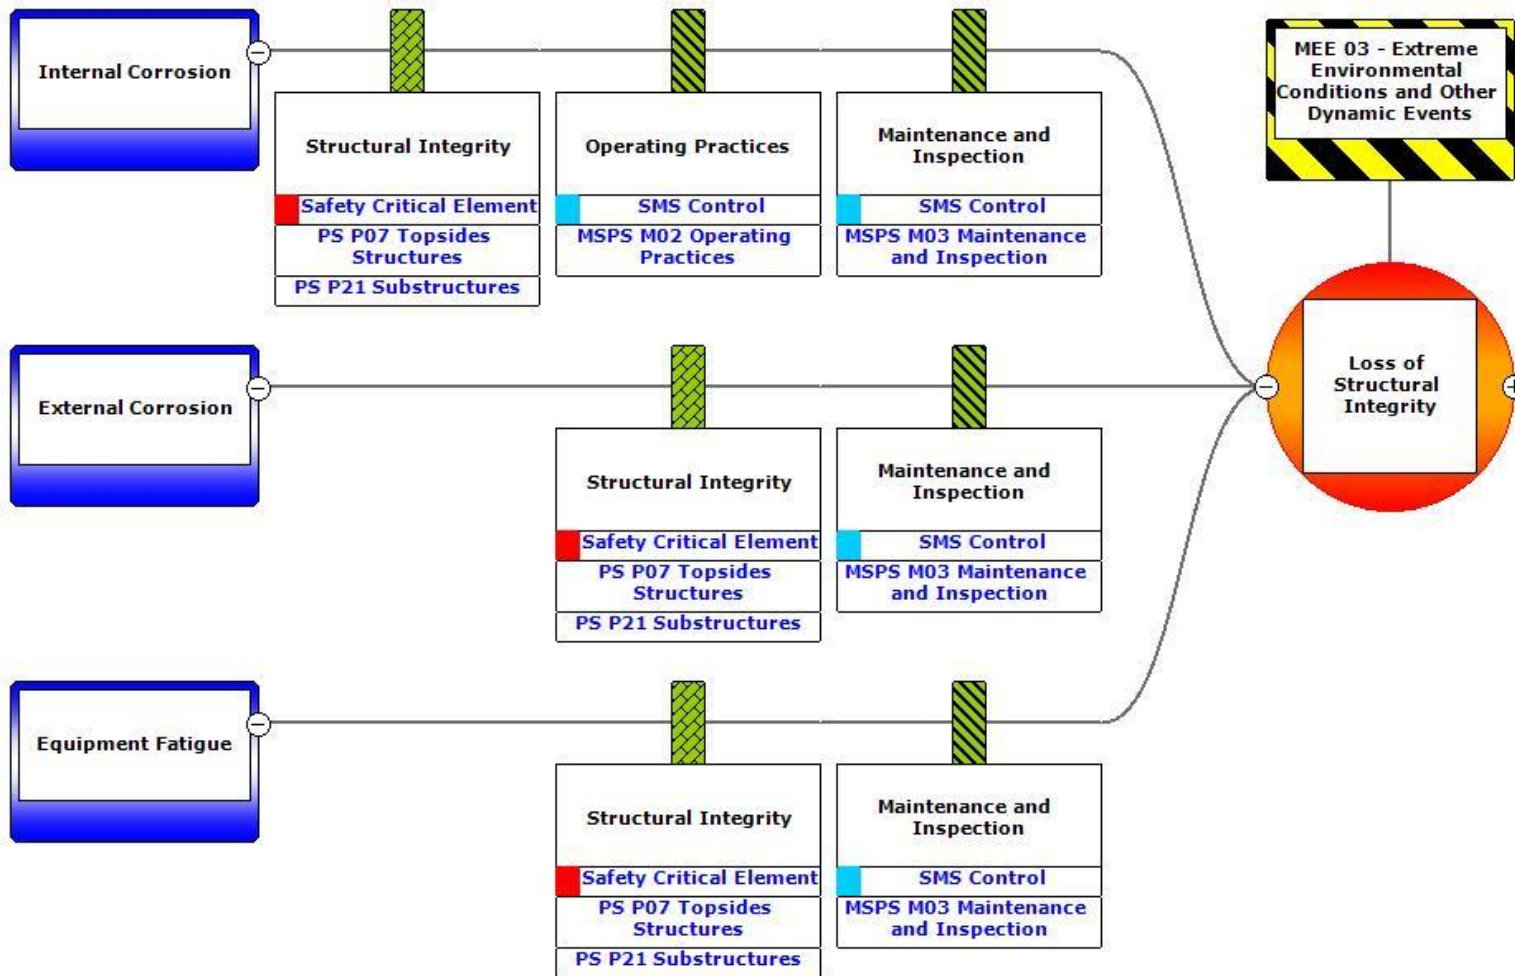 Internal Corrosion
Structural Integrity
Safety Critical Element
PS P07 Topsides
Structures
PS P21 Substructures
Operating Practices
SMS Control
MSPS M02 Operating
Practices
Maintenance and
Inspection
SMS Control
MSPS M03 Maintenance
and Inspection
MEE 03 - Extreme
Environmental
Conditions and Other
Dynamic Events
External Corrosion
Structural Integrity
Safety Critical Element
PS P07 Topsides
Structures
PS P21 Substructures
Maintenance and
Inspection
SMS Control
MSPS M03 Maintenance
and Inspection
Loss of
Structural
Integrity
Equipment Fatigue
Structural Integrity
Safety Critical Element
PS P07 Topsides
Structures
PS P21 Substructures
Maintenance and
Inspection
SMS Control
MSPS M03 Maintenance
and Inspection